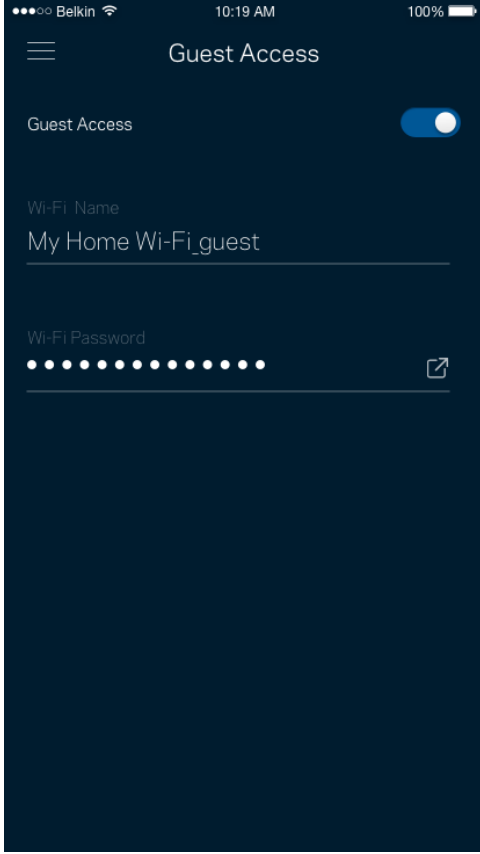 Belkin 10:19 AM 100%
Guest Access
Guest Access
Wi-Fi Name
My Home Wi-Fi_guest
Wi-Fi Password
●●●●●●●●●●●●●●